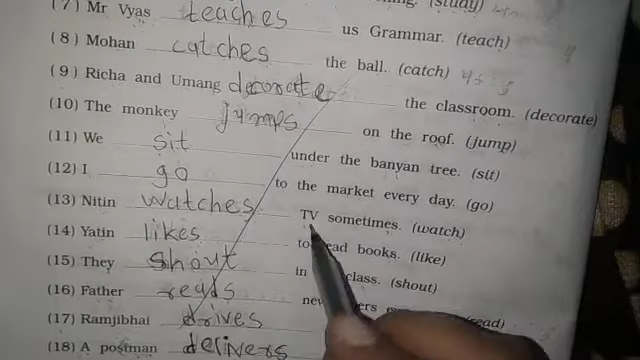 (study)
(7) Mr Vyas teaches us Grammar. (teach)
(8) Mohan catches the ball. (catch)
(9) Richa and Umang decorate the classroom. (decorate)
(10) The monkey jumps on the roof. (jump)
(11) We sit under the banyan tree. (sit)
(12) I go to the market every day. (go)
(13) Nitin watches TV sometimes. (watch)
(14) Yatin likes to read books. (like)
(15) They shout in class. (shout)
(16) Father reads (read)
(17) Ramjibhai drives
(18) A postman delivers